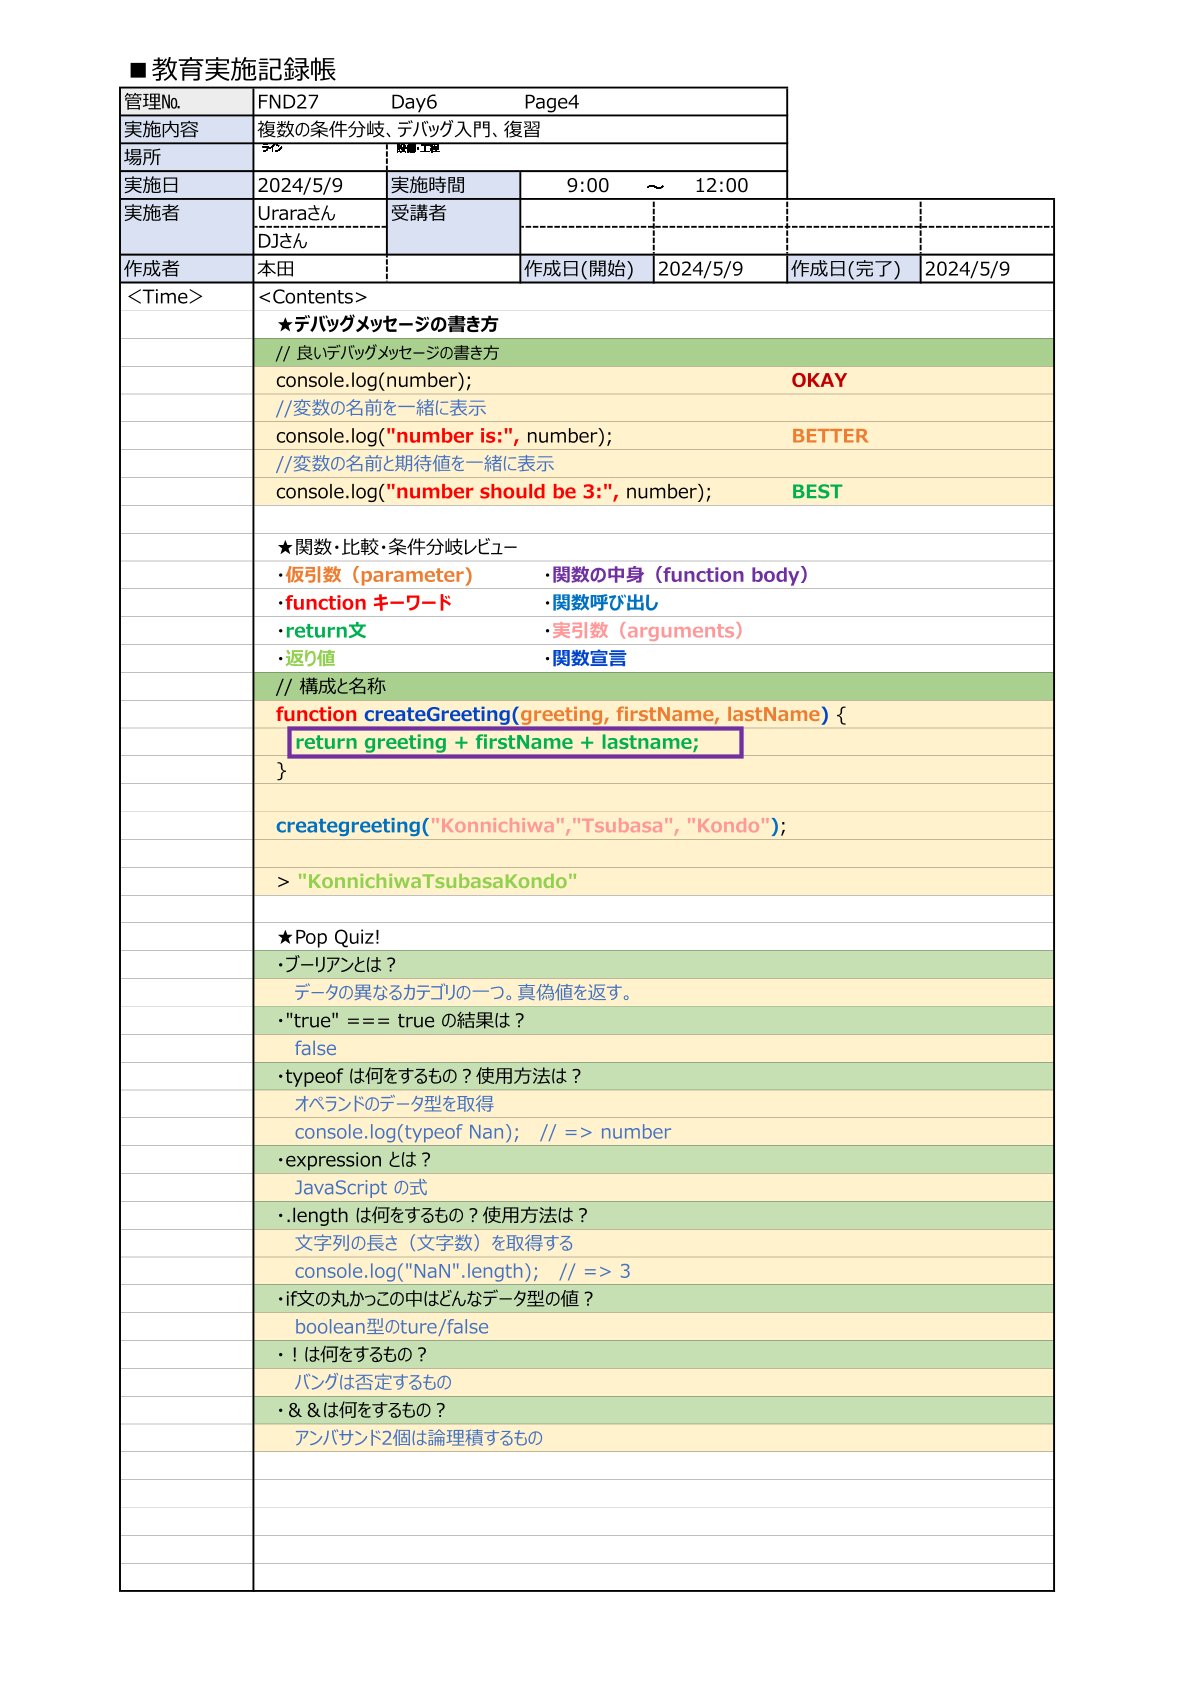 ■教育実施記録帳
管理№ FND27 Day6 Page4
実施内容 複数の条件分岐、デバッグ入門、復習
場所 ライン 設備・工程
実施日 2024/5/9 実施時間 9:00 ～ 12:00
実施者 Uraraさん 受講者
DJさん
作成者 本田 作成日(開始) 2024/5/9 作成日(完了) 2024/5/9
＜Time＞ <Contents>
★デバッグメッセージの書き方
// 良いデバッグメッセージの書き方
console.log(number); OKAY
//変数の名前を一緒に表示
console.log("number is:", number); BETTER
//変数の名前と期待値を一緒に表示
console.log("number should be 3:", number); BEST
★関数・比較・条件分岐レビュー
・仮引数（parameter) ・関数の中身（function body）
・function キーワード ・関数呼び出し
・return文 ・実引数（arguments）
・返り値 ・関数宣言
// 構成と名称
function createGreeting(greeting, firstName, lastName) {
return greeting + firstName + lastname;
}
creategreeting("Konnichiwa","Tsubasa", "Kondo");
> "KonnichiwaTsubasaKondo"
★Pop Quiz!
・ブーリアンとは？
データの異なるカテゴリの一つ。真偽値を返す。
・"true" === true の結果は？
false
・typeof は何をするもの？使用方法は？
オペランドのデータ型を取得
console.log(typeof Nan); // => number
・expression とは？
JavaScript の式
・.length は何をするもの？使用方法は？
文字列の長さ（文字数）を取得する
console.log("NaN".length); // => 3
・if文の丸かっこの中はどんなデータ型の値？
boolean型のture/false
・！は何をするもの？
バングは否定するもの
・＆＆は何をするもの？
アンバサンド2個は論理積するもの